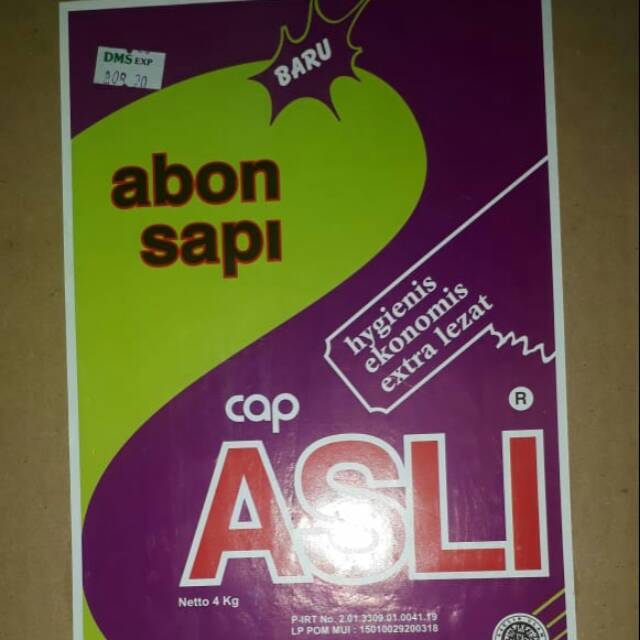 DMS EXP
BARU
abon
sapi
hygienis
ekonomis
extra lezat
cap
R
ASLI
Netto 4 Kg
P-IRT No. 2.01.3309.01.0041.19
LP POM MUI : 15010029200318